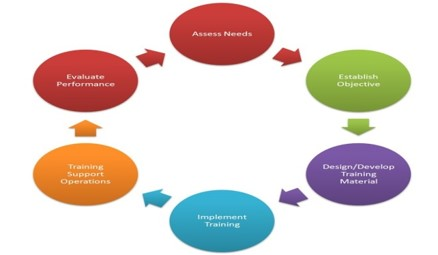 Assess Needs
Establish
Objective
Design/Develop
Training
Material
Implement
Training
Training
Support
Operations
Evaluate
Performance